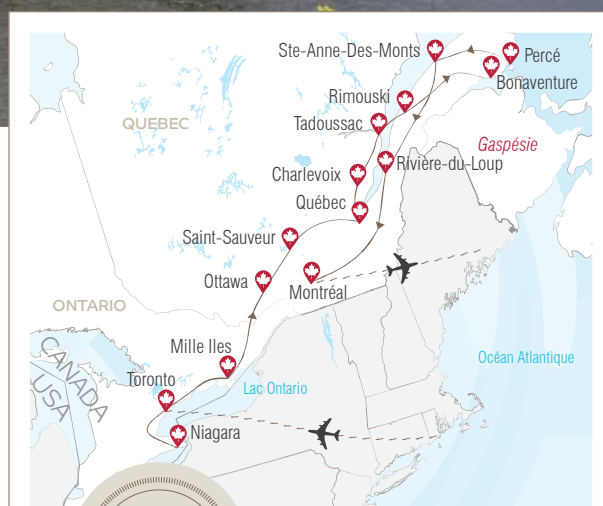 Ste-Anne-Des-Monts
Percé
Bonaventure
Rimouski
QUEBEC
Tadoussac
Gaspésie
Rivière-du-Loup
Charlevoix
Québec
Saint-Sauveur
Ottawa
Montréal
ONTARIO
Mille Iles
CANADA
USA
Océan Atlantique
Toronto
Lac Ontario
Niagara